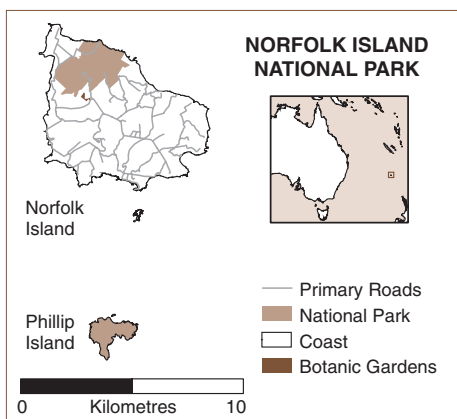 NORFOLK ISLAND
NATIONAL PARK
Norfolk
Island
Phillip
Island
Primary Roads
National Park
Coast
Botanic Gardens
0 Kilometres 10